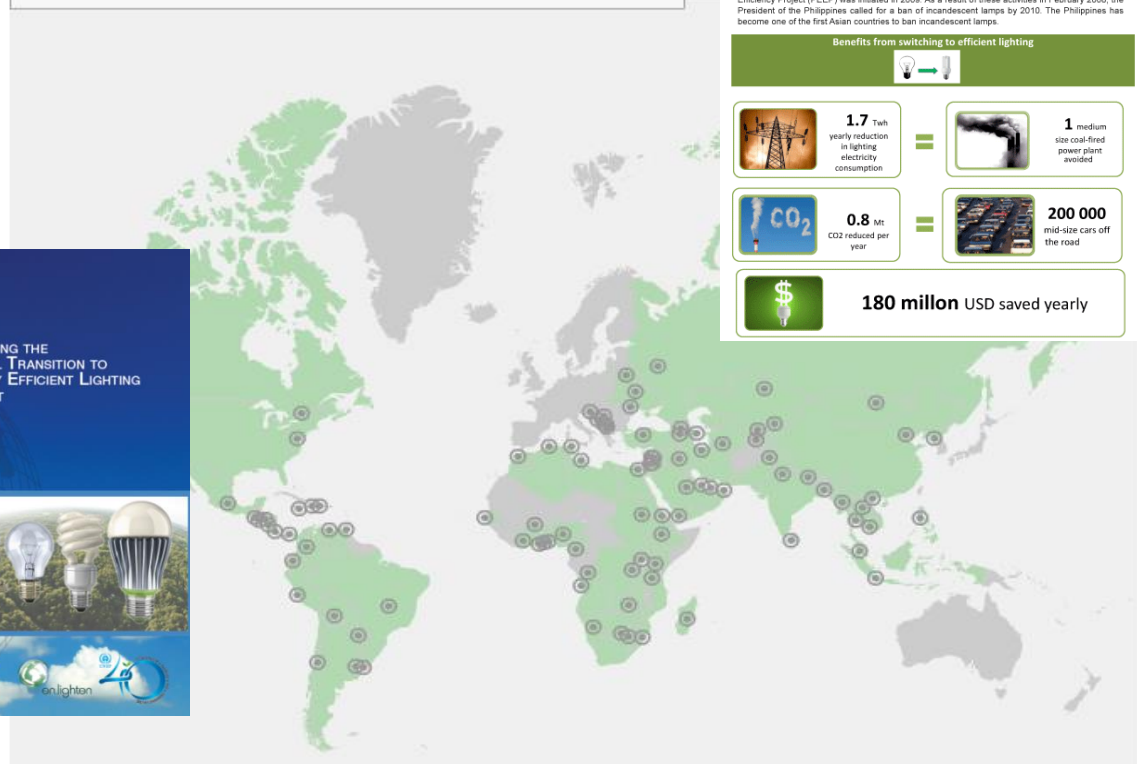 Efficiency Project (PEEP) was initiated in 2009. As a result of these activities in February 2008, the
President of the Philippines called for a ban of incandescent lamps by 2010. The Philippines has
become one of the first Asian countries to ban incandescent lamps.
Benefits from switching to efficient lighting
1.7 Twh
yearly reduction
in lighting
electricity
consumption
=
1 medium
size coal-fired
power plant
avoided
CO2
0.8 Mt
CO2 reduced per
year
=
200 000
mid-size cars off
the road
$
180 millon USD saved yearly
NG THE
TRANSITION TO
EFFICIENT LIGHTING
T
en.lighten
40